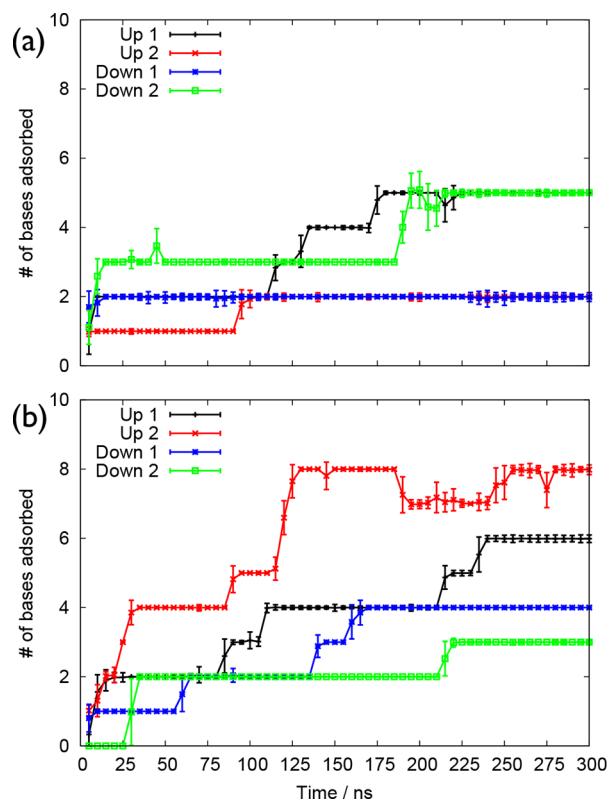 (a)
10
8
6
4
2
0
# of bases adsorbed
Up 1
Up 2
Down 1
Down 2
(b)
10
8
6
4
2
0
# of bases adsorbed
Up 1
Up 2
Down 1
Down 2
0 25 50 75 100 125 150 175 200 225 250 275 300
Time / ns